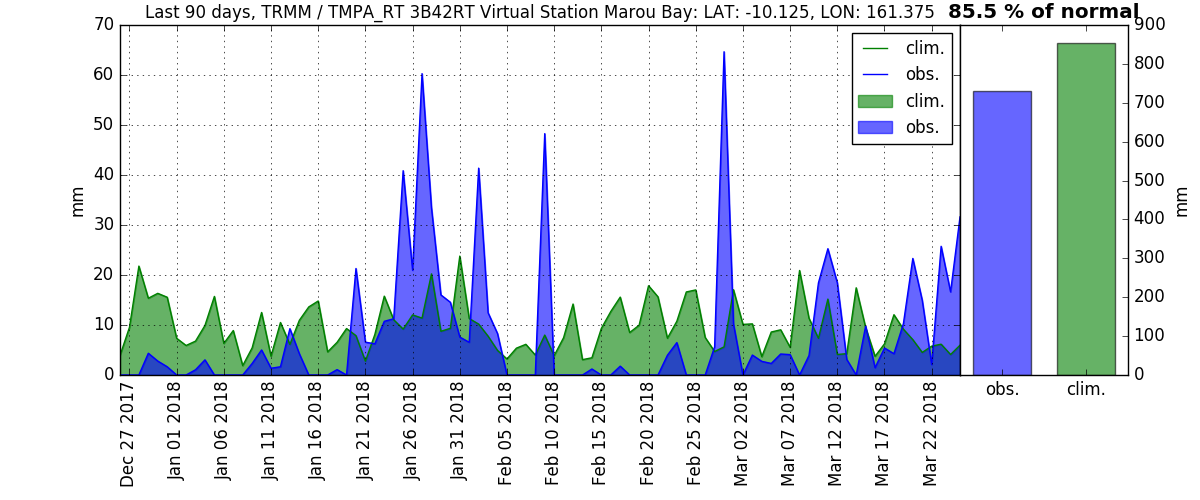 Last 90 days, TRMM / TMPA_RT 3B42RT Virtual Station Marou Bay: LAT: -10.125, LON: 161.375
85.5 % of normal
70
60
50
40
30
20
10
0
mm
clim.
obs.
clim.
obs.
Dec 27 2017
Jan 01 2018
Jan 06 2018
Jan 11 2018
Jan 16 2018
Jan 21 2018
Jan 26 2018
Jan 31 2018
Feb 05 2018
Feb 10 2018
Feb 15 2018
Feb 20 2018
Feb 25 2018
Mar 02 2018
Mar 07 2018
Mar 12 2018
Mar 17 2018
Mar 22 2018
900
800
700
600
500
400
300
200
100
0
mm
obs.
clim.